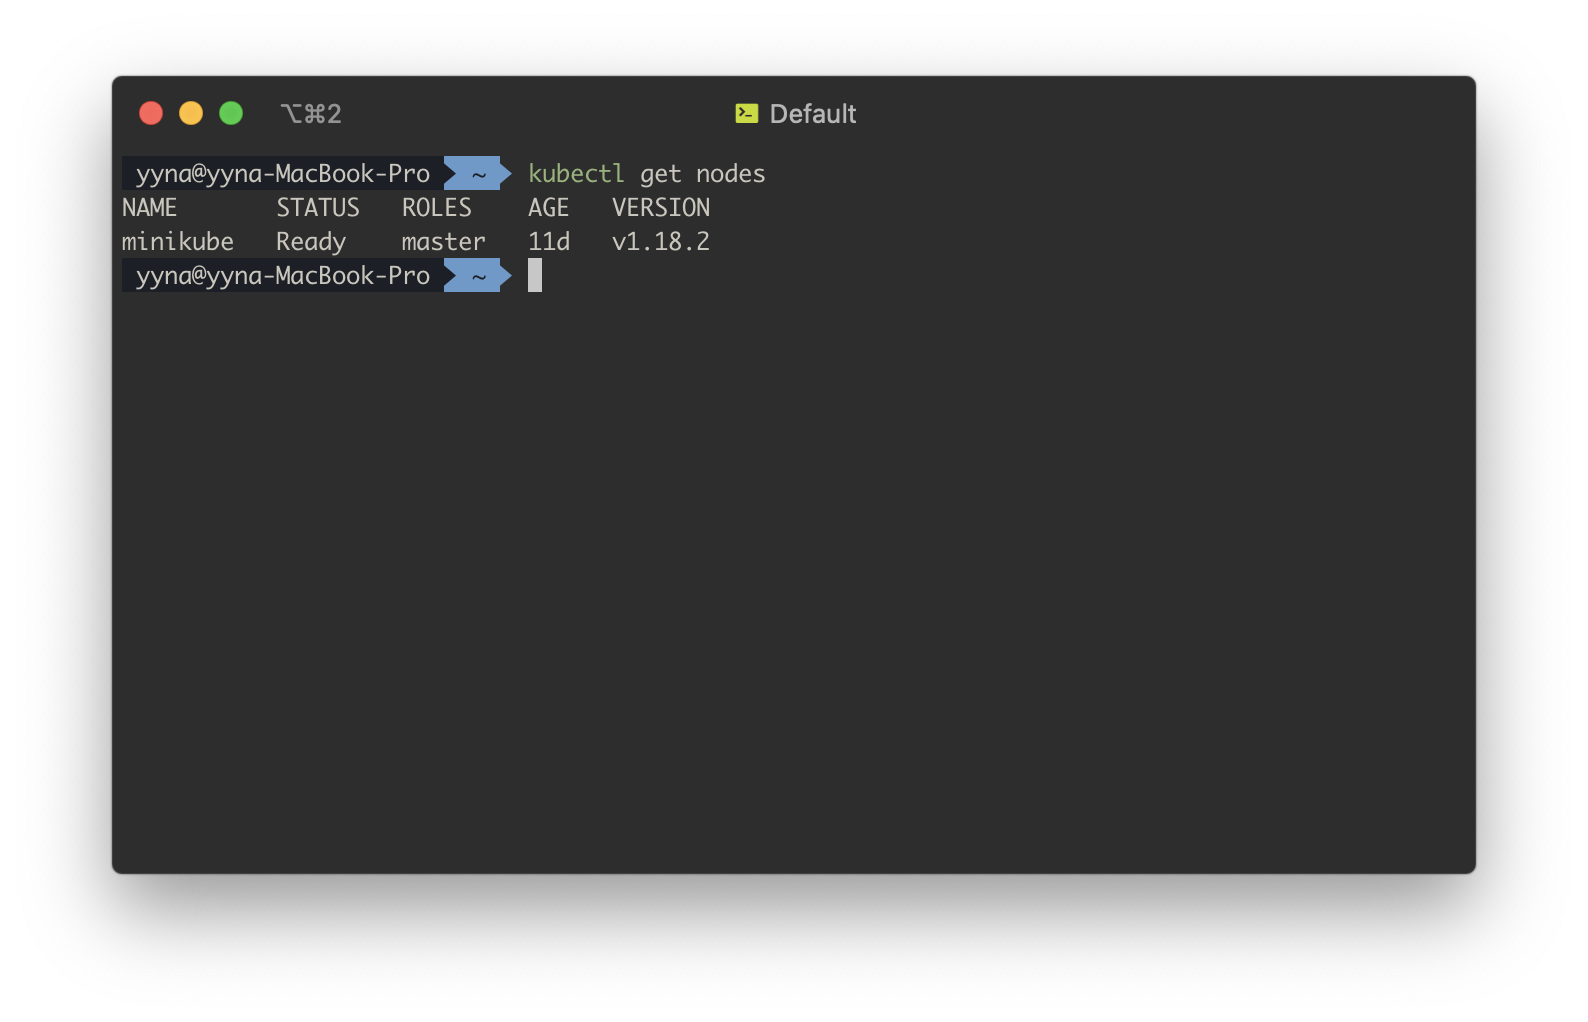 ⌥⌘2 Default
yyna@yyna-MacBook-Pro ~ kubectl get nodes
NAME STATUS ROLES AGE VERSION
minikube Ready master 11d v1.18.2
yyna@yyna-MacBook-Pro ~